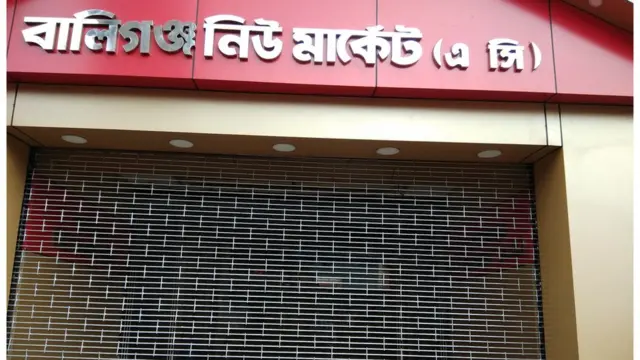 বালিগঞ্জ নিউ মার্কেট (এ সি)